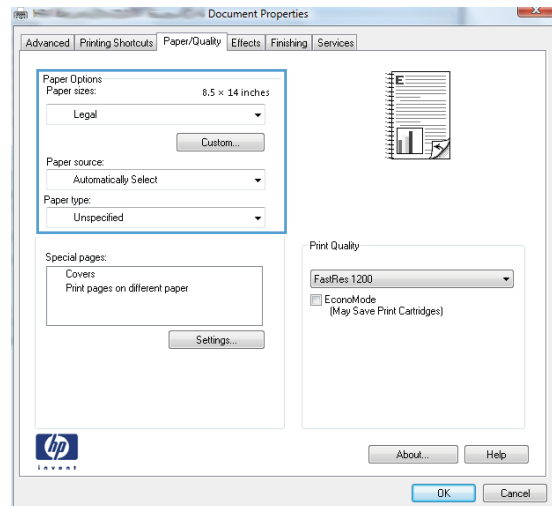 Document Properties
Advanced
Printing Shortcuts
Paper/Quality
Effects
Finishing
Services
Paper Options
Paper sizes:
8.5 × 14 inches
Legal
Custom...
Paper source:
Automatically Select
Paper type:
Unspecified
E
Special pages:
Covers
Print pages on different paper
Settings...
Print Quality
FastRes 1200
EconoMode
(May Save Print Cartridges)
hp
invent
About...
Help
OK
Cancel